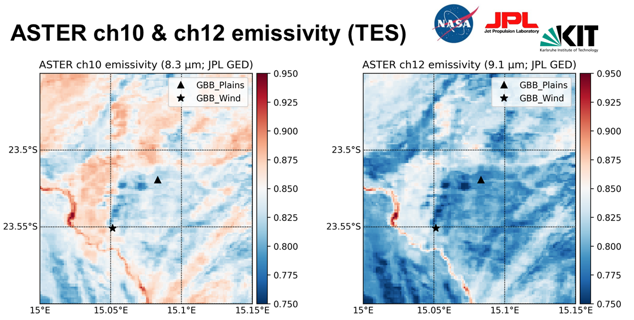 ASTER ch10 & ch12 emissivity (TES)
NASA
JPL
Jet Propulsion Laboratory
KIT
Karlsruhe Institute of Technology
ASTER ch10 emissivity (8.3 μm; JPL GED)
GBB_Plains
GBB_Wind
0.950
0.925
0.900
0.875
0.850
0.825
0.800
0.775
0.750
23.5°S
23.55°S
15°E
15.05°E
15.1°E
15.15°E
ASTER ch12 emissivity (9.1 μm; JPL GED)
GBB_Plains
GBB_Wind
0.950
0.925
0.900
0.875
0.850
0.825
0.800
0.775
0.750
23.5°S
23.55°S
15°E
15.05°E
15.1°E
15.15°E